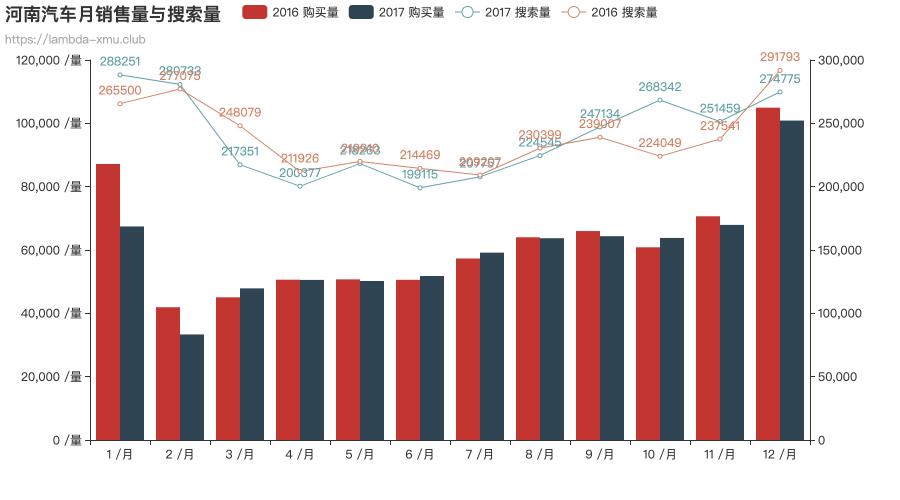 河南汽车月销售量与搜索量
2016 购买量 2017 购买量 2017 搜索量 2016 搜索量
https://lambda-xmu.club
120,000 /量
100,000 /量
80,000 /量
60,000 /量
40,000 /量
20,000 /量
0 /量
300,000
250,000
200,000
150,000
100,000
50,000
0
288251
280733
217351
200377
218263
199115
224545
247134
268342
251459
274775
265500
277075
248079
211926
214469
209207
230399
239007
224049
237541
291793
1 /月 2 /月 3 /月 4 /月 5 /月 6 /月 7 /月 8 /月 9 /月 10 /月 11 /月 12 /月